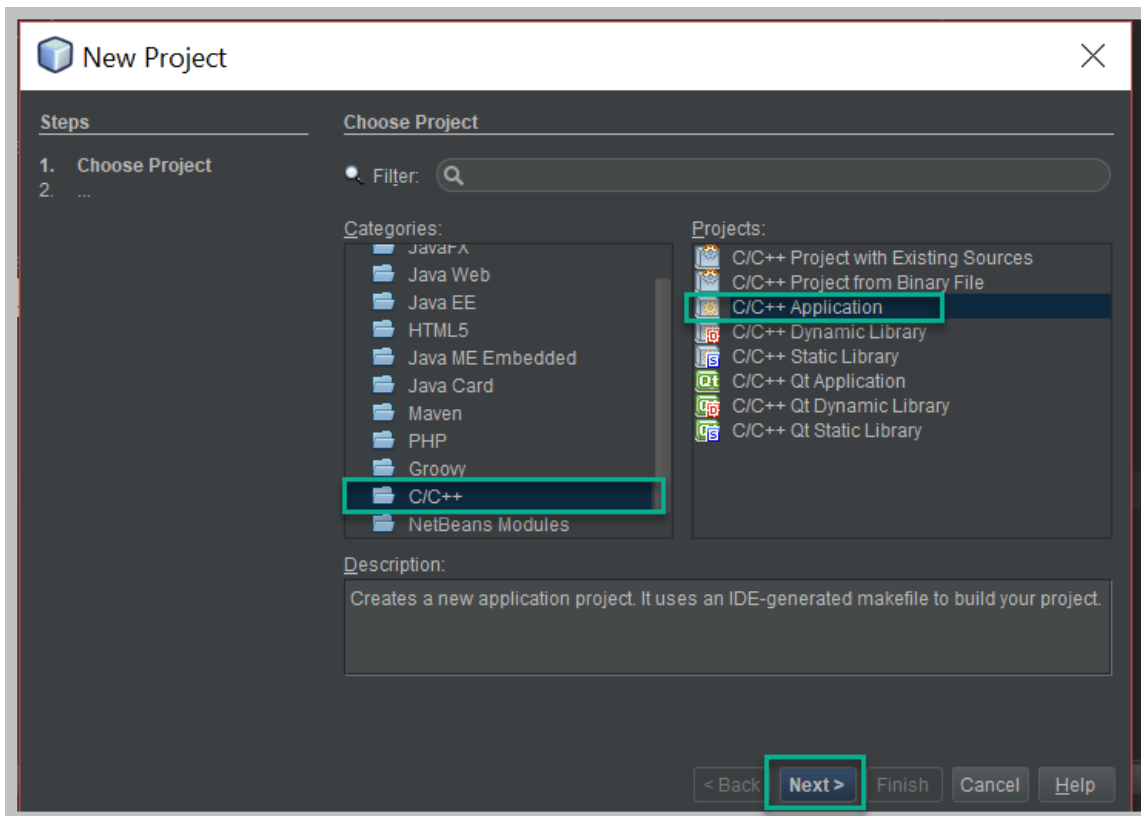 New Project
Steps
1. Choose Project
2. ...
Choose Project
Filter:
Categories:
JavaFX
Java Web
Java EE
HTML5
Java ME Embedded
Java Card
Maven
PHP
Groovy
C/C++
NetBeans Modules
Projects:
C/C++ Project with Existing Sources
C/C++ Project from Binary File
C/C++ Application
C/C++ Dynamic Library
C/C++ Static Library
C/C++ Qt Application
C/C++ Qt Dynamic Library
C/C++ Qt Static Library
Description:
Creates a new application project. It uses an IDE-generated makefile to build your project.
< Back Next > Finish Cancel Help